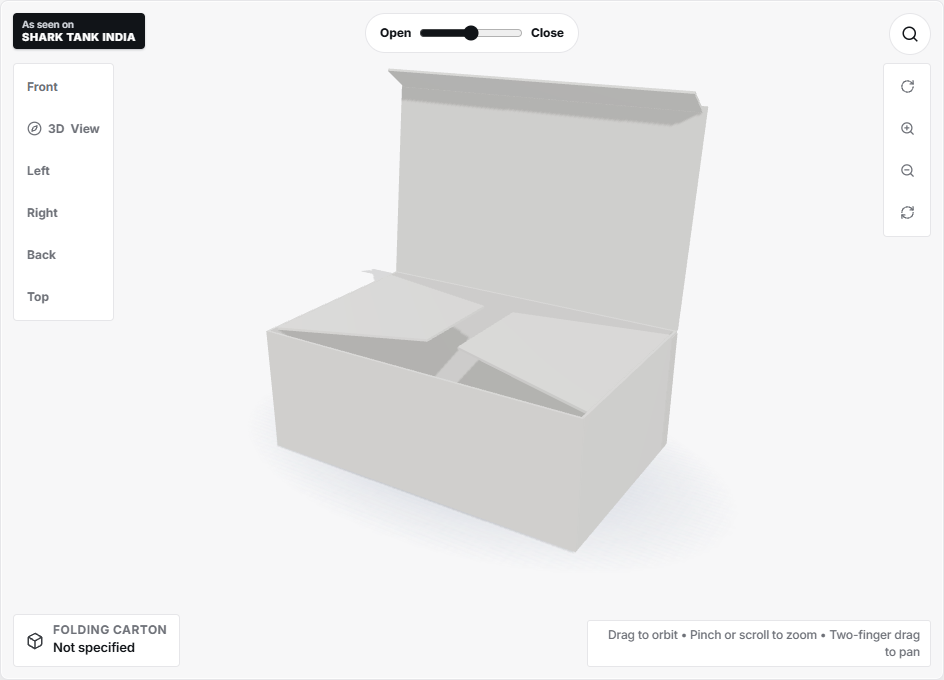 As seen on
SHARK TANK INDIA
Open
Close
Front
3D View
Left
Right
Back
Top
FOLDING CARTON
Not specified
Drag to orbit • Pinch or scroll to zoom • Two-finger drag
to pan